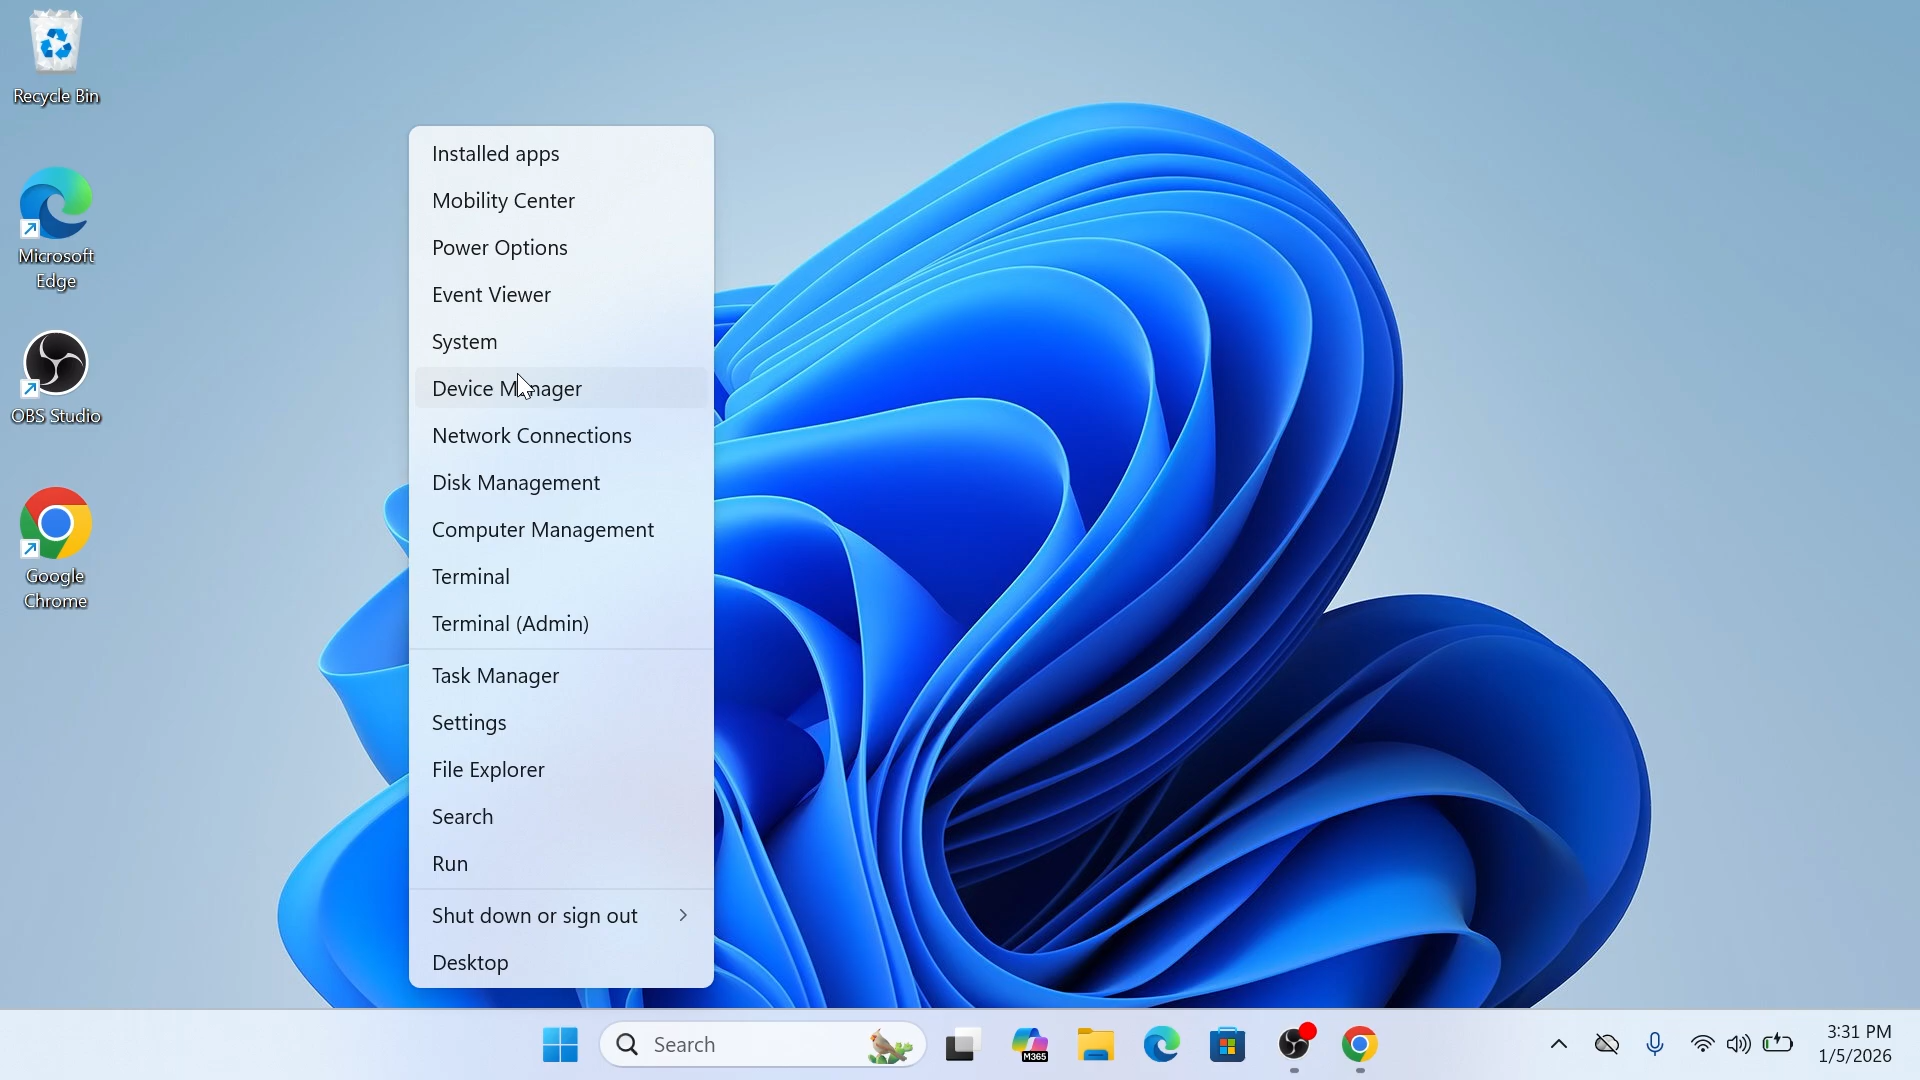 Recycle Bin
Microsoft
Edge
OBS Studio
Google
Chrome
Installed apps
Mobility Center
Power Options
Event Viewer
System
Device Manager
Network Connections
Disk Management
Computer Management
Terminal
Terminal (Admin)
Task Manager
Settings
File Explorer
Search
Run
Shut down or sign out
Desktop
Search
M365
3:31 PM
1/5/2026